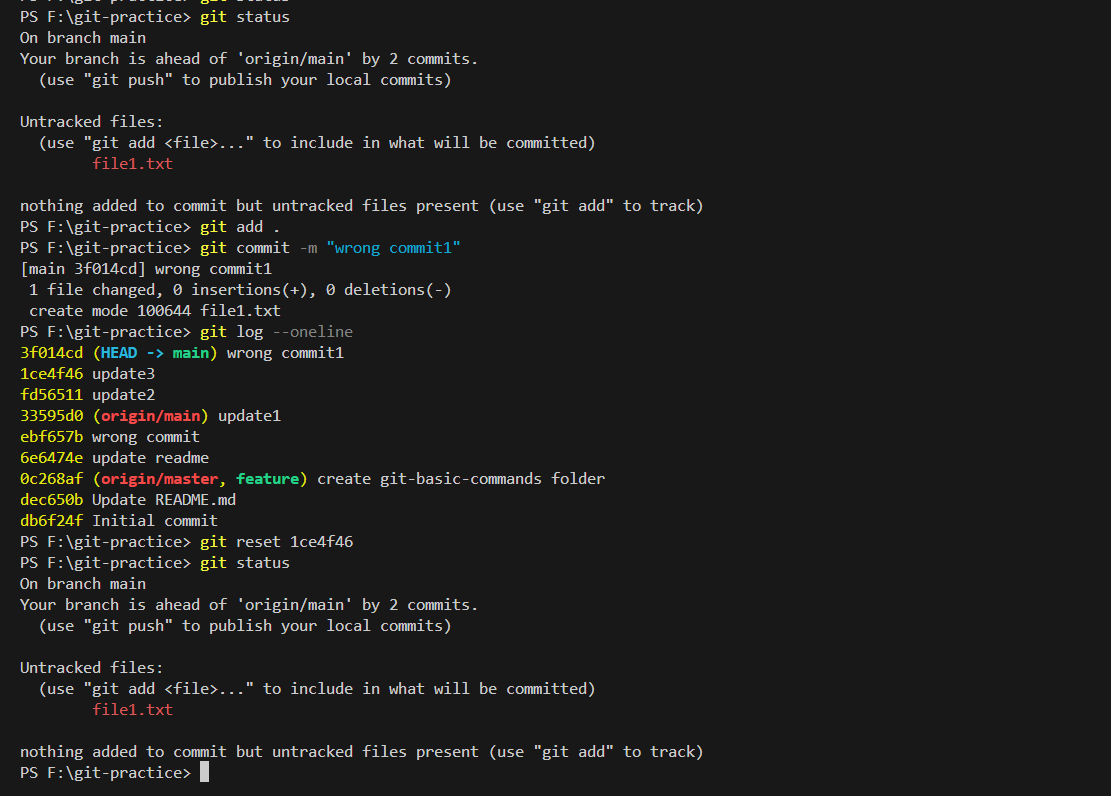 PS F:\git-practice> git status
On branch main
Your branch is ahead of 'origin/main' by 2 commits.
  (use "git push" to publish your local commits)

Untracked files:
  (use "git add <file>..." to include in what will be committed)
        file1.txt

nothing added to commit but untracked files present (use "git add" to track)
PS F:\git-practice> git add .
PS F:\git-practice> git commit -m "wrong commit1"
[main 3f014cd] wrong commit1
 1 file changed, 0 insertions(+), 0 deletions(-)
 create mode 100644 file1.txt
PS F:\git-practice> git log --oneline
3f014cd (HEAD -> main) wrong commit1
1ce4f46 update3
fd56511 update2
33595d0 (origin/main) update1
ebf657b wrong commit
6e6474e update readme
0c268af (origin/master, feature) create git-basic-commands folder
dec650b Update README.md
db6f24f Initial commit
PS F:\git-practice> git reset 1ce4f46
PS F:\git-practice> git status
On branch main
Your branch is ahead of 'origin/main' by 2 commits.
  (use "git push" to publish your local commits)

Untracked files:
  (use "git add <file>..." to include in what will be committed)
        file1.txt

nothing added to commit but untracked files present (use "git add" to track)
PS F:\git-practice>